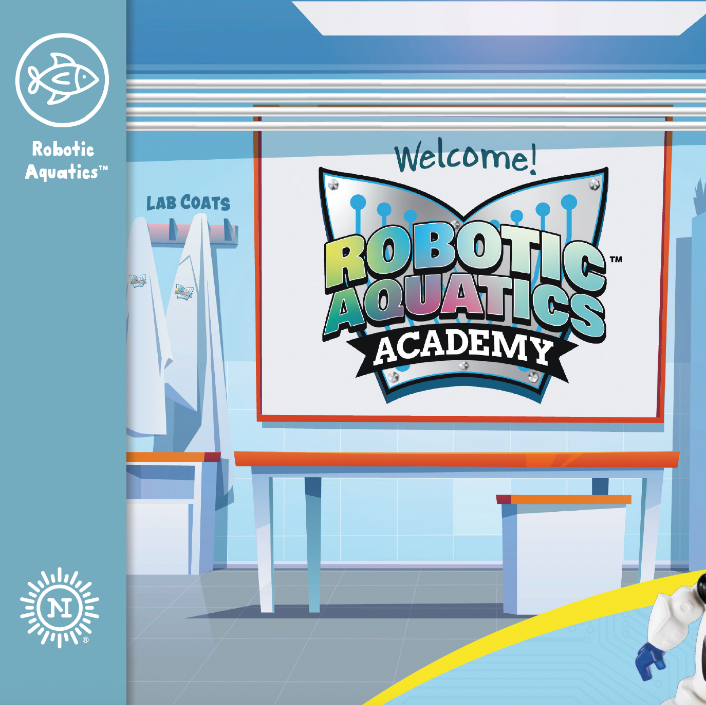 Robotic
Aquatics™
LAB COATS
Welcome!
ROBOTIC™
AQUATICS
ACADEMY
N
®